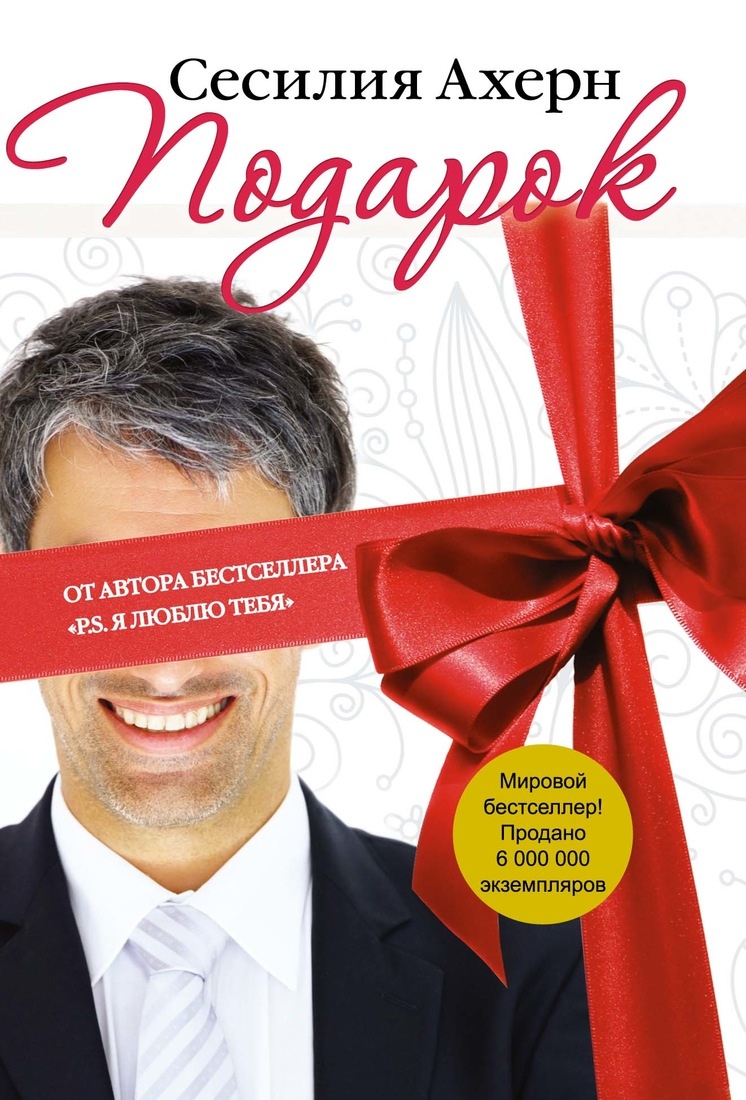 Сесилия Ахерн
Подарок
ОТ АВТОРА БЕСТСЕЛЛЕРА
«P.S. Я ЛЮБЛЮ ТЕБЯ»
Мировой
бестселлер!
Продано
6 000 000
экземпляров